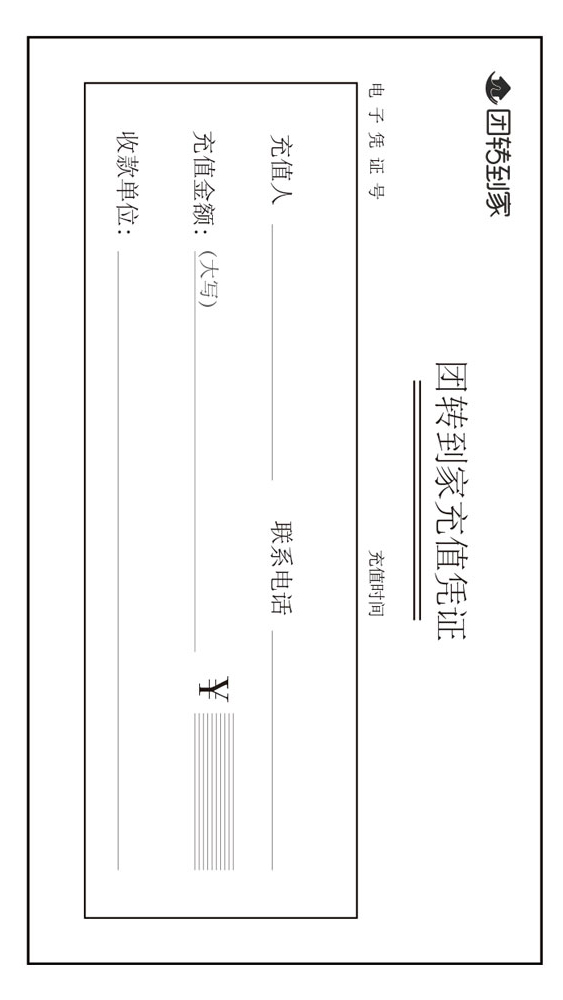 团转到家
团转到家充值凭证
电子凭证号 充值时间
充值人 联系电话
充值金额：(大写) ¥
收款单位：